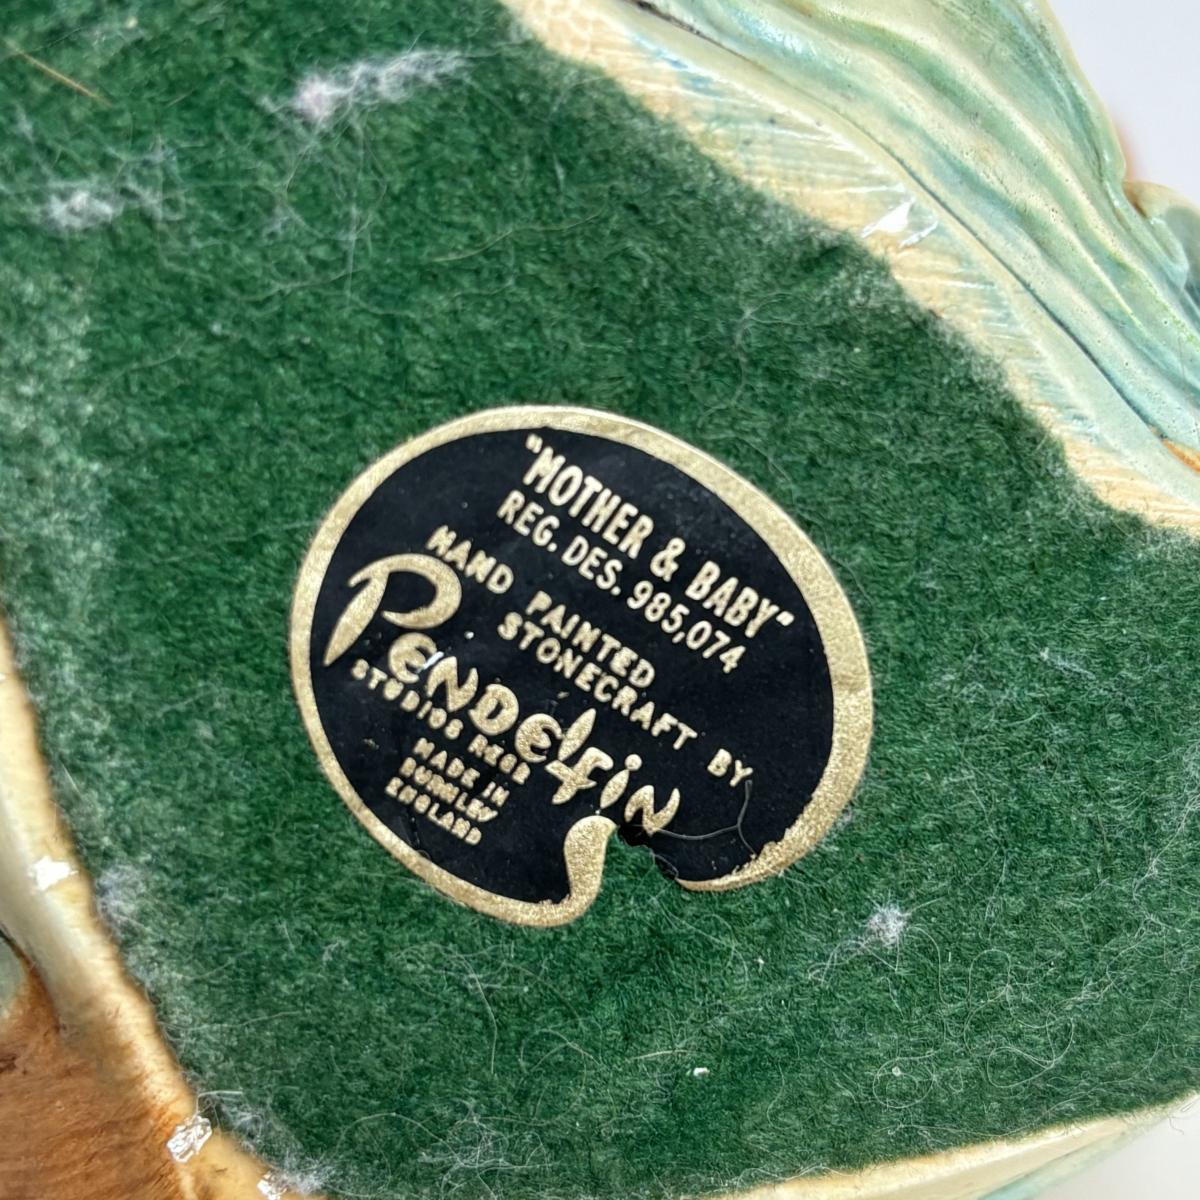 "MOTHER & BABY"
REG. DES. 985,074
HAND PAINTED
STONECRAFT BY
PENDELFIN
STUDIOS REGD
MADE IN
BURNLEY
ENGLAND